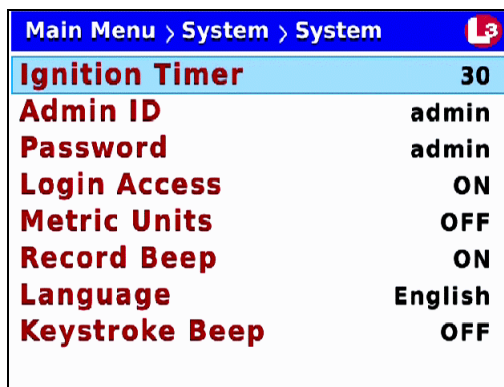 Main Menu > System > System L3
Ignition Timer 30
Admin ID admin
Password admin
Login Access ON
Metric Units OFF
Record Beep ON
Language English
Keystroke Beep OFF